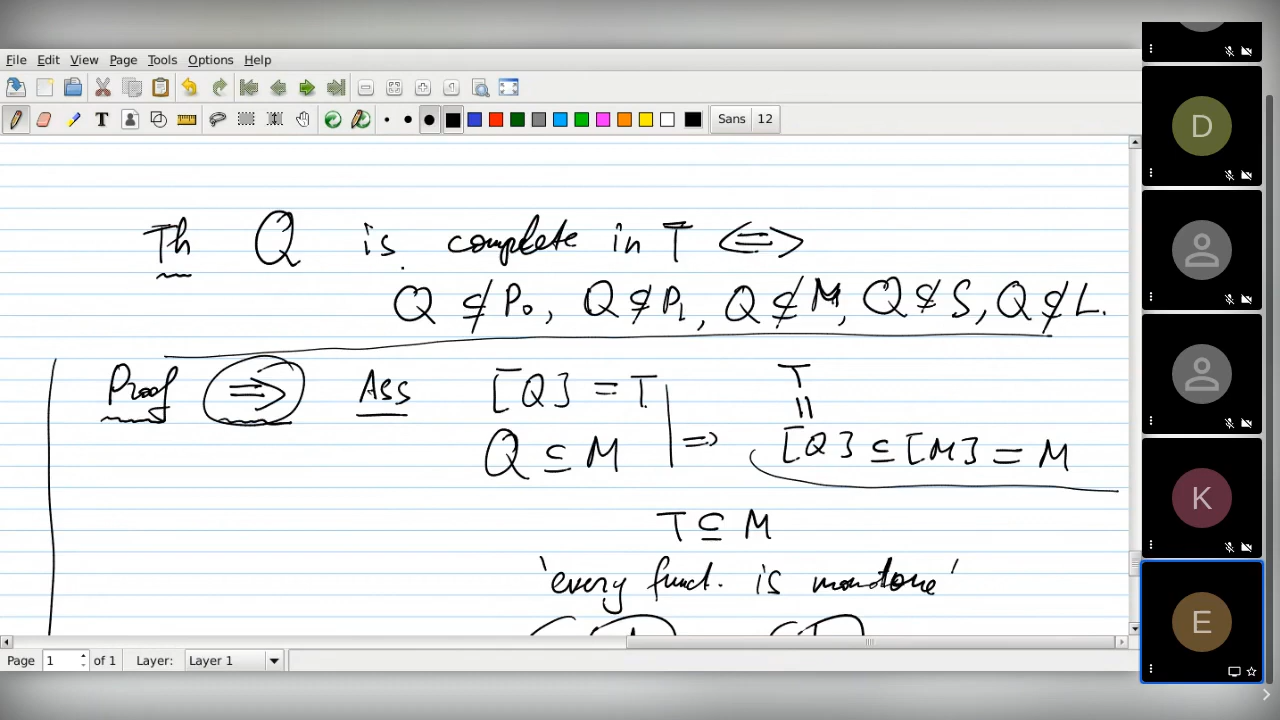 File Edit View Page Tools Options Help
Sans 12
Th Q is complete in T ⇔
Q ⊄ P₀, Q ⊄ P₁, Q ⊄ M, Q ⊄ S, Q ⊄ L.
Proof ⇒ Ass [Q] = T
T
=
Q ⊆ M ⇒ [Q] ⊆ [M] = M
T ⊆ M
'every funct. is monotone'
Page 1 of 1 Layer: Layer 1
D
K
E